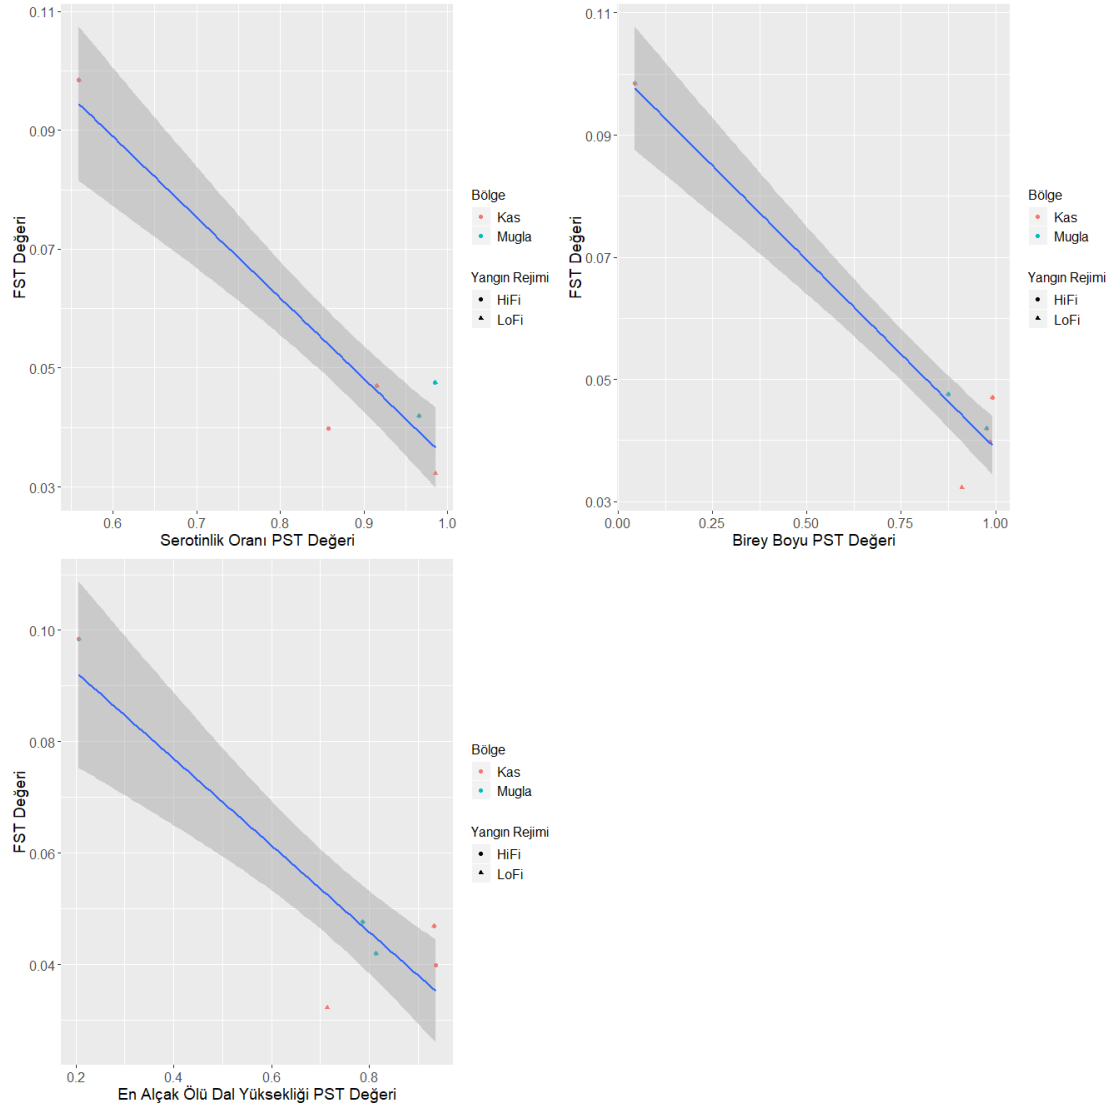 0.11
0.09
0.07
0.05
0.03
FST Değeri
0.6 0.7 0.8 0.9 1.0
Serotinlik Oranı PST Değeri
Bölge
Kas
Mugla
Yangın Rejimi
HiFi
LoFi
0.11
0.09
0.07
0.05
0.03
FST Değeri
0.00 0.25 0.50 0.75 1.00
Birey Boyu PST Değeri
Bölge
Kas
Mugla
Yangın Rejimi
HiFi
LoFi
0.10
0.08
0.06
0.04
FST Değeri
0.2 0.4 0.6 0.8
En Alçak Ölü Dal Yüksekliği PST Değeri
Bölge
Kas
Mugla
Yangın Rejimi
HiFi
LoFi